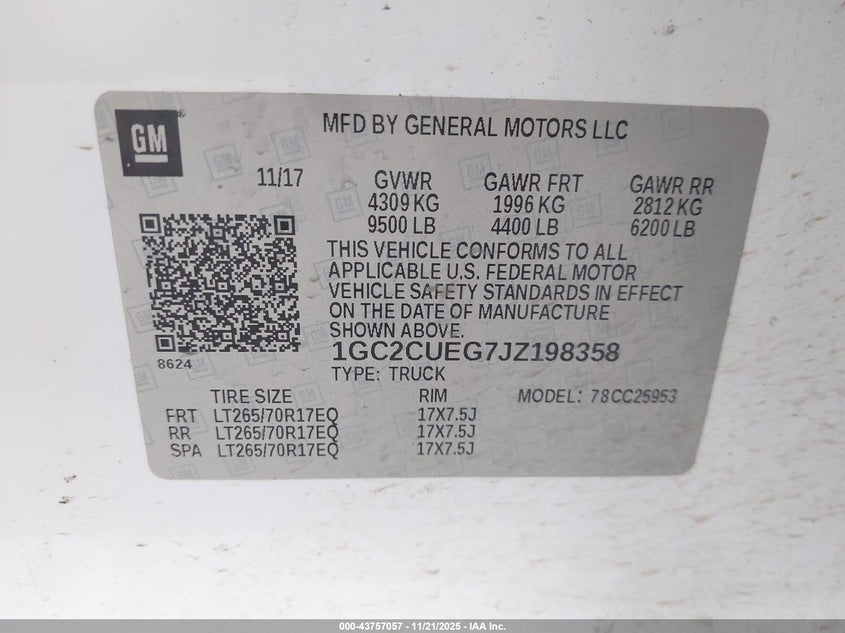 GM
MFD BY GENERAL MOTORS LLC
11/17 GVWR GAWR FRT GAWR RR
4309 KG 1996 KG 2812 KG
9500 LB 4400 LB 6200 LB
THIS VEHICLE CONFORMS TO ALL
APPLICABLE U.S. FEDERAL MOTOR
VEHICLE SAFETY STANDARDS IN EFFECT
ON THE DATE OF MANUFACTURE
SHOWN ABOVE.
8624
1GC2CUEG7JZ198358
TYPE: TRUCK
TIRE SIZE RIM MODEL: 78CC25953
FRT LT265/70R17EQ 17X7.5J
RR LT265/70R17EQ 17X7.5J
SPA LT265/70R17EQ 17X7.5J
000-43757057 - 11/21/2025 - IAA Inc.